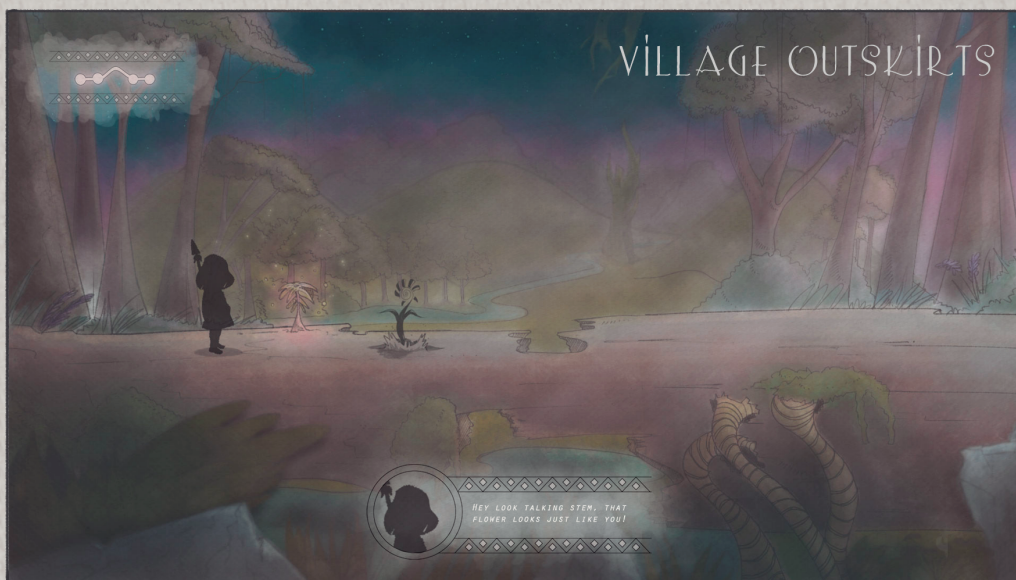 VILLAGE OUTSKIRTS
HEY LOOK TALKING STEM, THAT
FLOWER LOOKS JUST LIKE YOU!